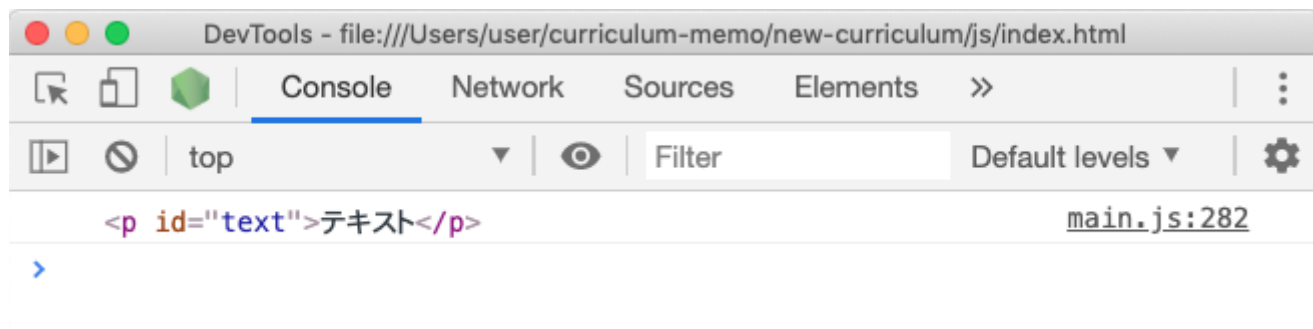 DevTools - file:///Users/user/curriculum-memo/new-curriculum/js/index.html
Console Network Sources Elements »
top ▼ Filter Default levels ▼
<p id="text">テキスト</p> main.js:282
>